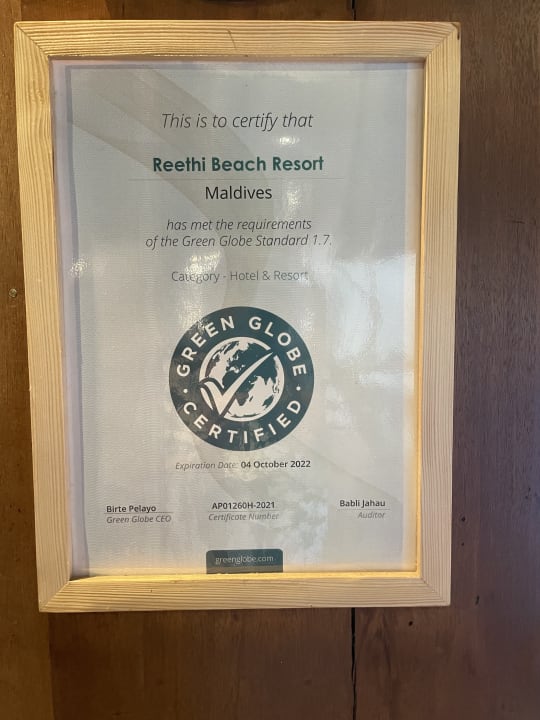 This is to certify that
Reethi Beach Resort
Maldives
has met the requirements
of the Green Globe Standard 1.7.
Category - Hotel & Resort
GREEN GLOBE
· CERTIFIED ·
Expiration Date: 04 October 2022
Birte Pelayo
Green Globe CEO
AP01260H-2021
Certificate Number
Babli Jahau
Auditor
greenglobe.com